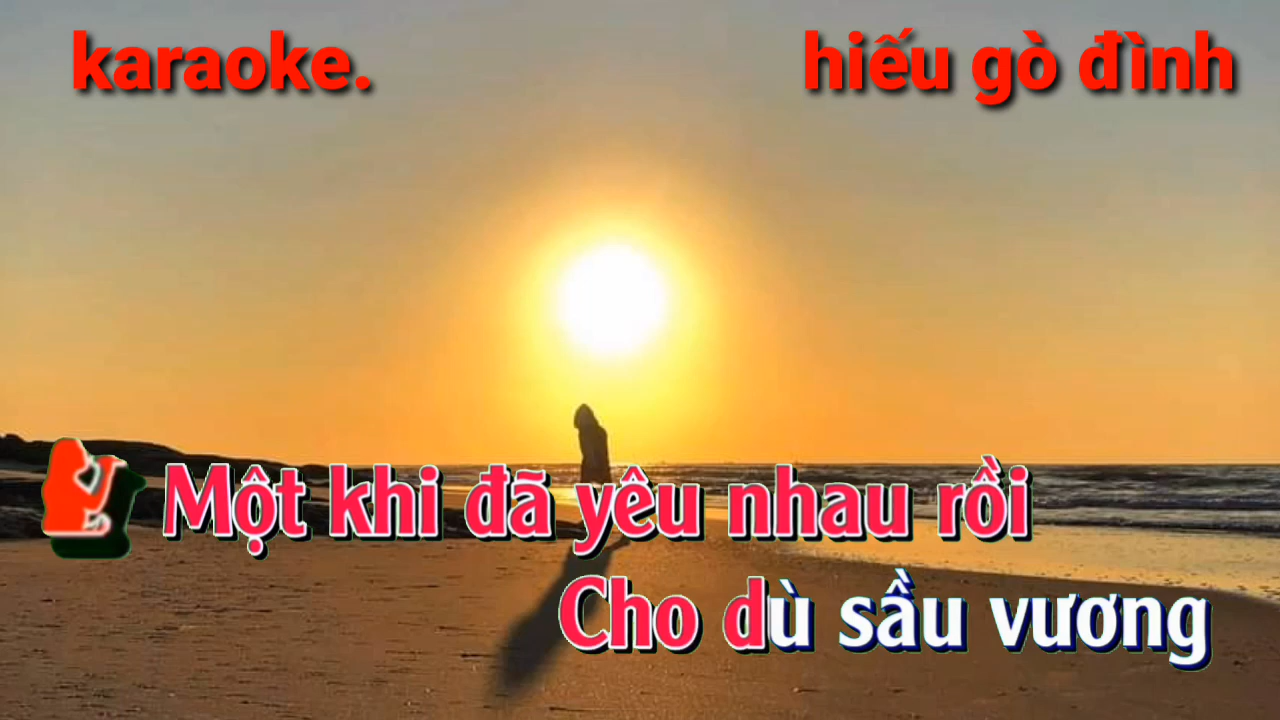 karaoke. hiếu gò đình
Một khi đã yêu nhau rồi
Cho dù sầu vương